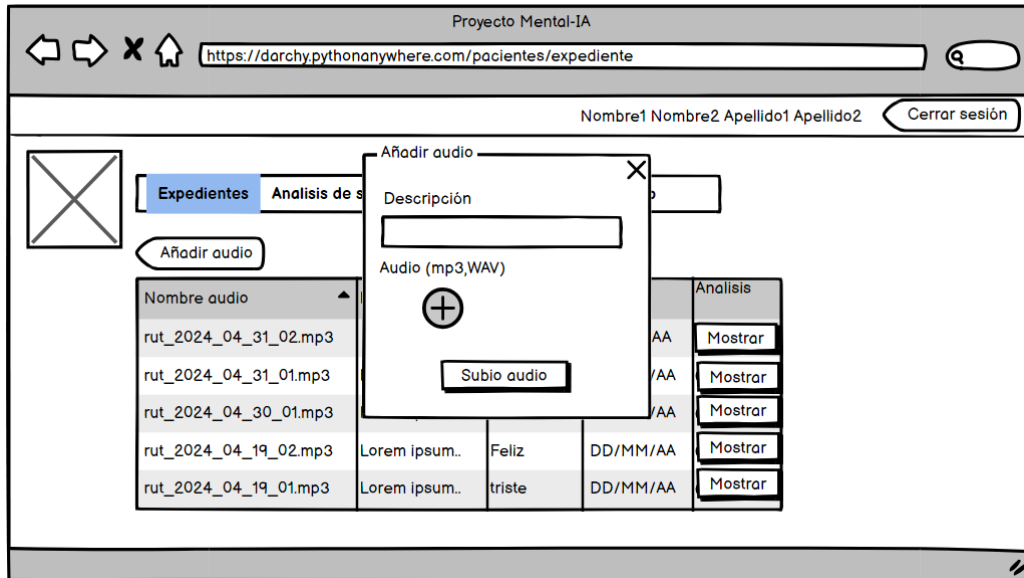 Proyecto Mental-IA
https://darchy.pythonanywhere.com/pacientes/expediente
Nombre1 Nombre2 Apellido1 Apellido2
Cerrar sesión
Expedientes
Analisis de s
Añadir audio
Nombre audio
Analisis
rut_2024_04_31_02.mp3
AA
Mostrar
rut_2024_04_31_01.mp3
/AA
Mostrar
rut_2024_04_30_01.mp3
/AA
Mostrar
rut_2024_04_19_02.mp3
Lorem ipsum..
Feliz
DD/MM/AA
Mostrar
rut_2024_04_19_01.mp3
Lorem ipsum..
triste
DD/MM/AA
Mostrar
Añadir audio
Descripción
Audio (mp3,WAV)
Subio audio